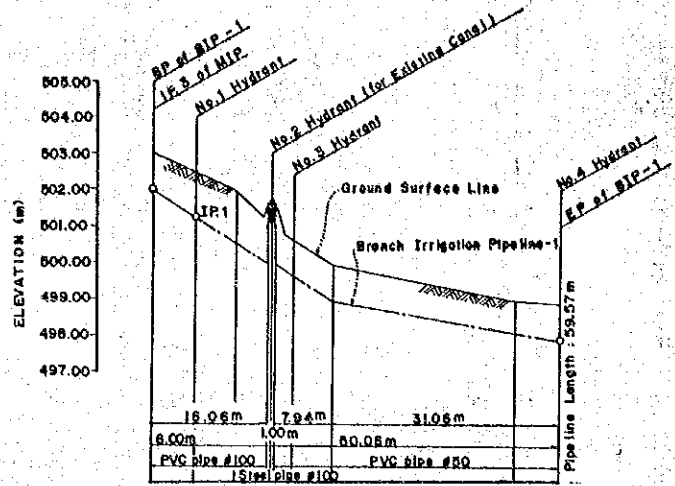 BP of BIP-1
IP.3 of MIP
No.1 Hydrant
No.2 Hydrant (for Existing Canal)
No.3 Hydrant
No.4 Hydrant
EP of BIP-1
505.00
504.00
503.00
502.00
501.00
500.00
499.00
498.00
497.00
ELEVATION (m)
IP.1
Ground Surface Line
Branch Irrigation Pipeline-1
Pipeline Length : 59.57m
16.06m
7.94m
31.06m
6.00m
1.00m
50.06m
PVC pipe ø100
PVC pipe ø50
Steel pipe ø100